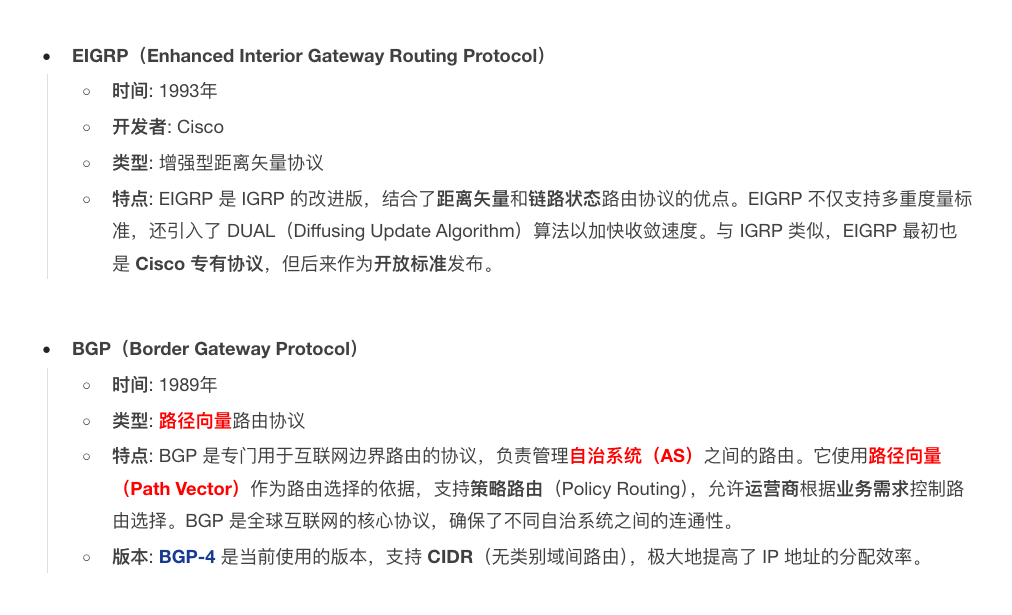 • EIGRP（Enhanced Interior Gateway Routing Protocol）
○ 时间: 1993年
○ 开发者: Cisco
○ 类型: 增强型距离矢量协议
○ 特点: EIGRP 是 IGRP 的改进版，结合了距离矢量和链路状态路由协议的优点。EIGRP 不仅支持多重度量标
准，还引入了 DUAL（Diffusing Update Algorithm）算法以加快收敛速度。与 IGRP 类似，EIGRP 最初也
是 Cisco 专有协议，但后来作为开放标准发布。
• BGP（Border Gateway Protocol）
○ 时间: 1989年
○ 类型: 路径向量路由协议
○ 特点: BGP 是专门用于互联网边界路由的协议，负责管理自治系统（AS）之间的路由。它使用路径向量
（Path Vector）作为路由选择的依据，支持策略路由（Policy Routing），允许运营商根据业务需求控制路
由选择。BGP 是全球互联网的核心协议，确保了不同自治系统之间的连通性。
○ 版本: BGP-4 是当前使用的版本，支持 CIDR（无类别域间路由），极大地提高了 IP 地址的分配效率。